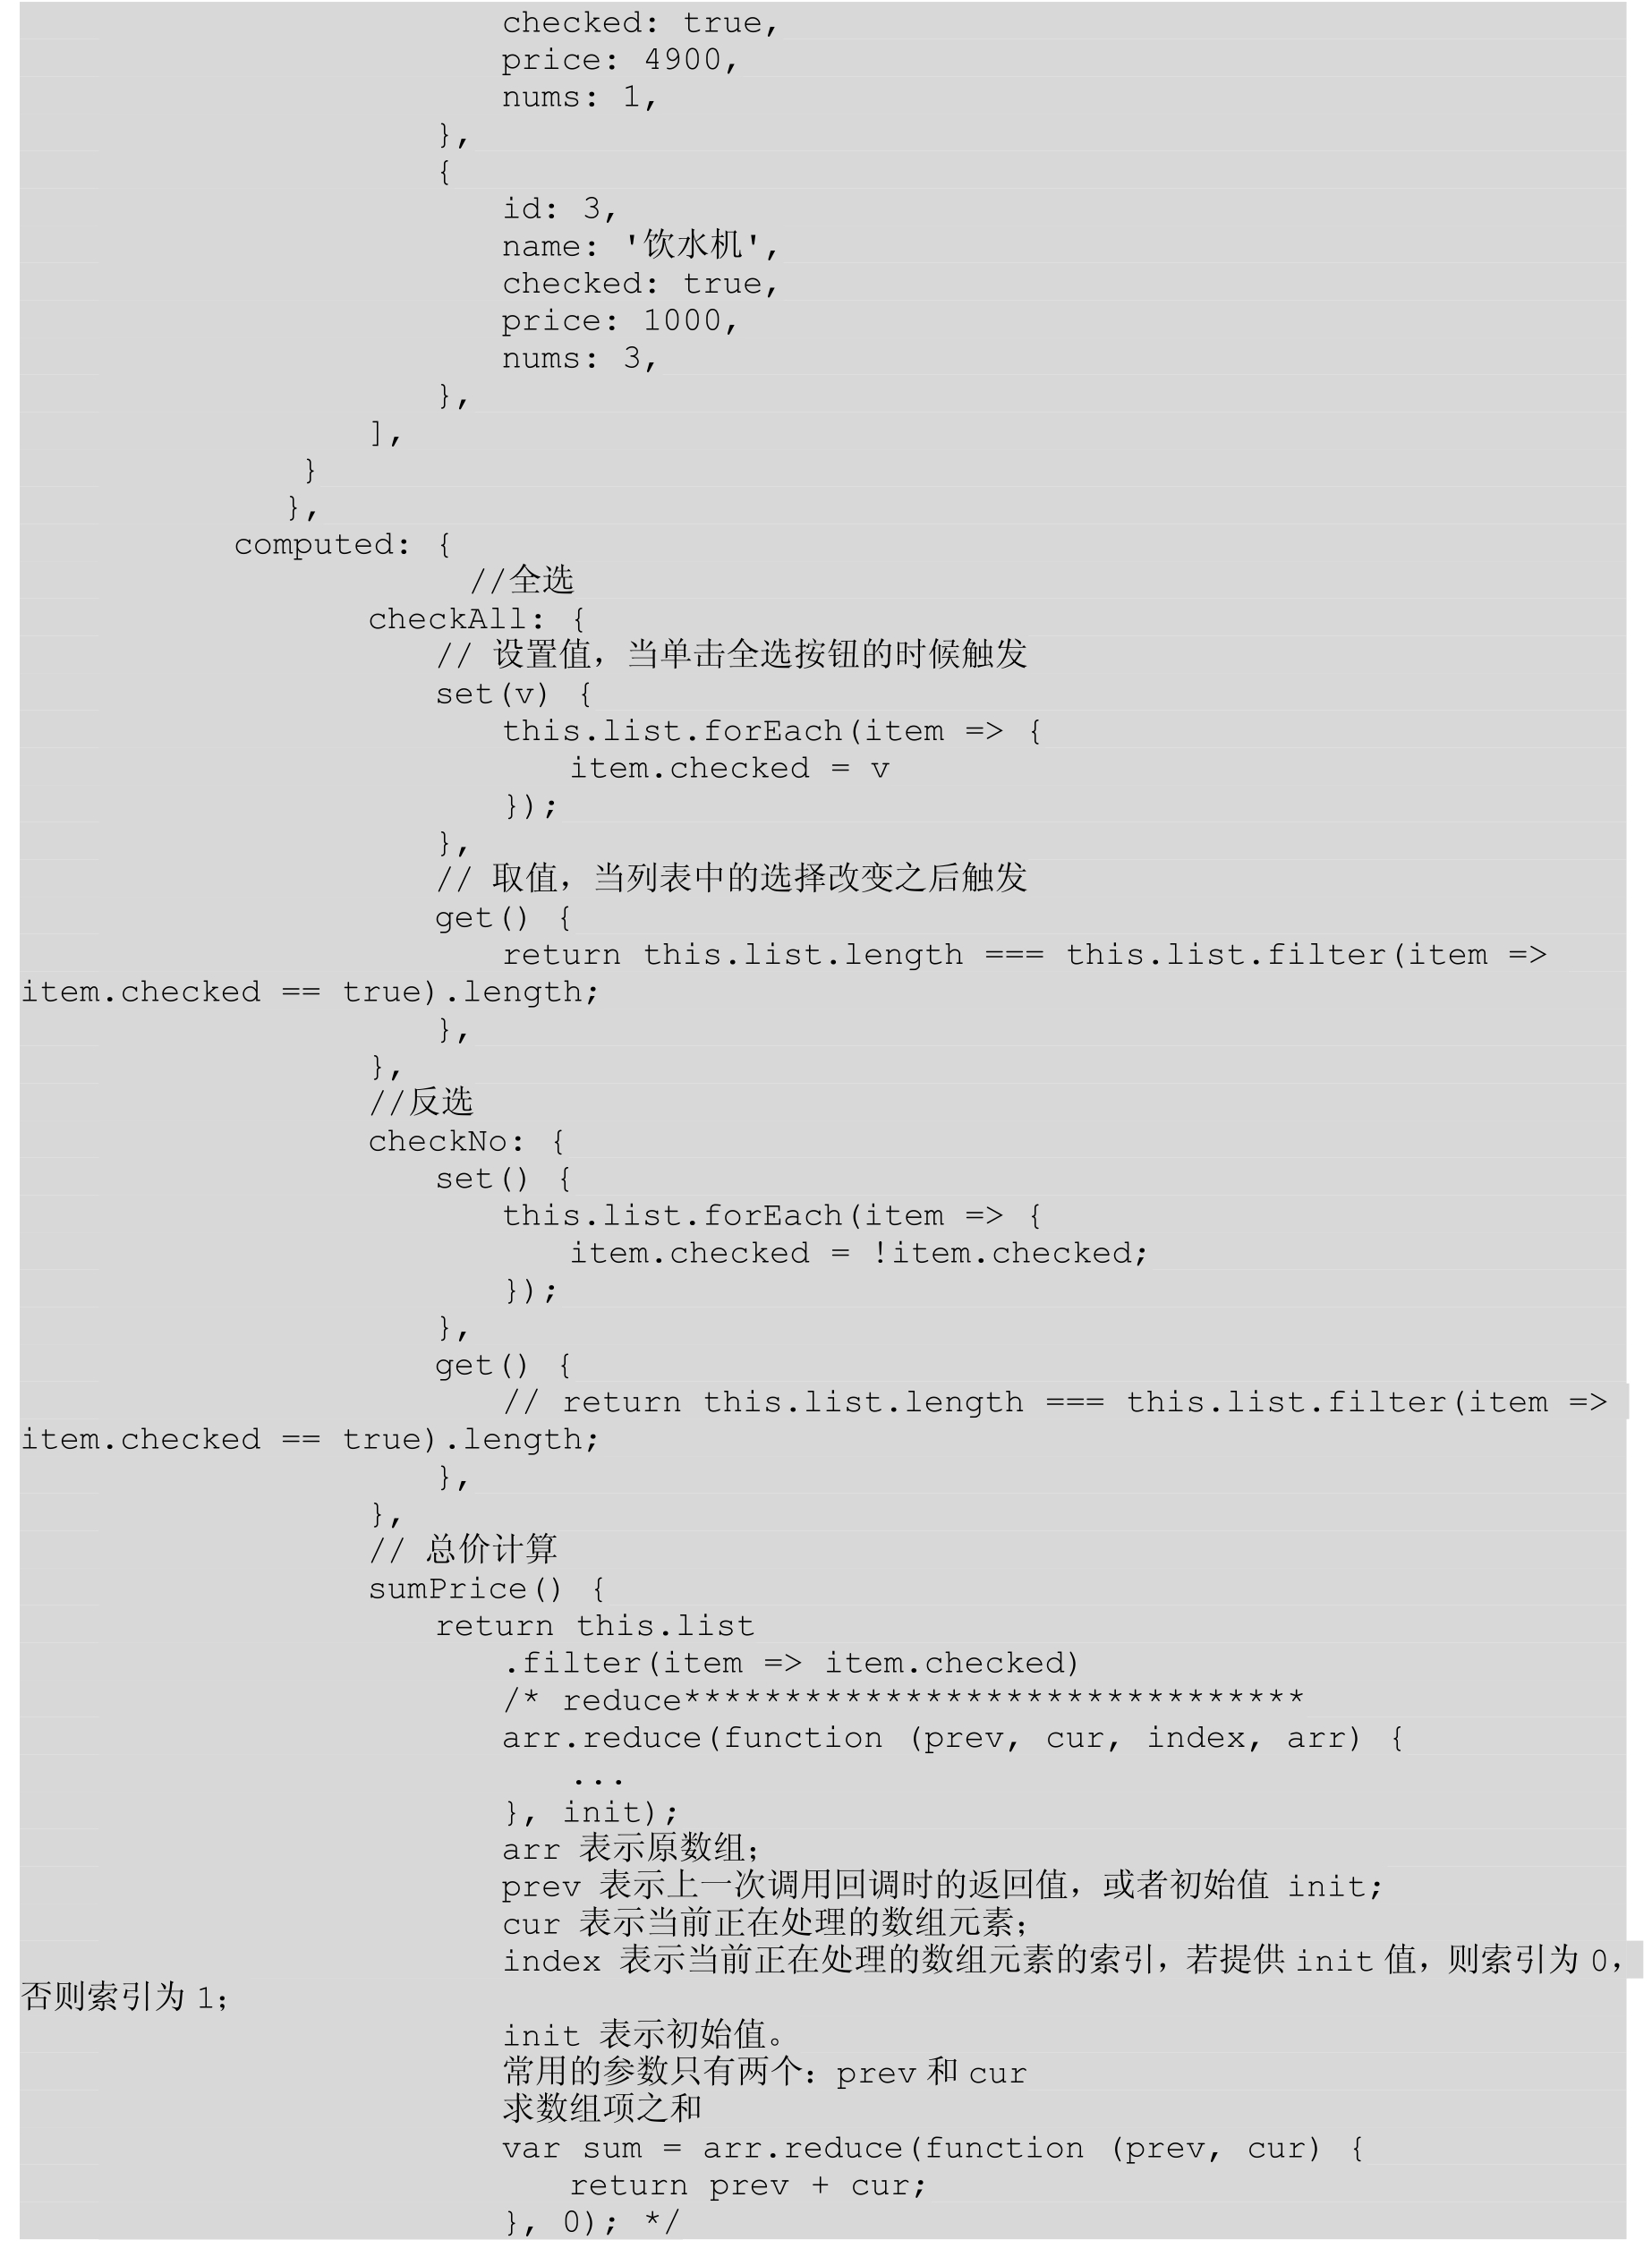 checked: true,
price: 4900,
nums: 1,
},
{
id: 3,
name: '饮水机',
checked: true,
price: 1000,
nums: 3,
},
],
}
},
computed: {
//全选
checkAll: {
// 设置值，当单击全选按钮的时候触发
set(v) {
this.list.forEach(item => {
item.checked = v
});
},
// 取值，当列表中的选择改变之后触发
get() {
return this.list.length === this.list.filter(item =>
item.checked == true).length;
},
},
//反选
checkNo: {
set() {
this.list.forEach(item => {
item.checked = !item.checked;
});
},
get() {
// return this.list.length === this.list.filter(item =>
item.checked == true).length;
},
},
// 总价计算
sumPrice() {
return this.list
.filter(item => item.checked)
/* reduce*******************************
arr.reduce(function (prev, cur, index, arr) {
...
}, init);
arr 表示原数组；
prev 表示上一次调用回调时的返回值，或者初始值 init;
cur 表示当前正在处理的数组元素；
index 表示当前正在处理的数组元素的索引，若提供 init 值，则索引为 0，
否则索引为 1；
init 表示初始值。
常用的参数只有两个：prev 和 cur
求数组项之和
var sum = arr.reduce(function (prev, cur) {
return prev + cur;
}, 0); */